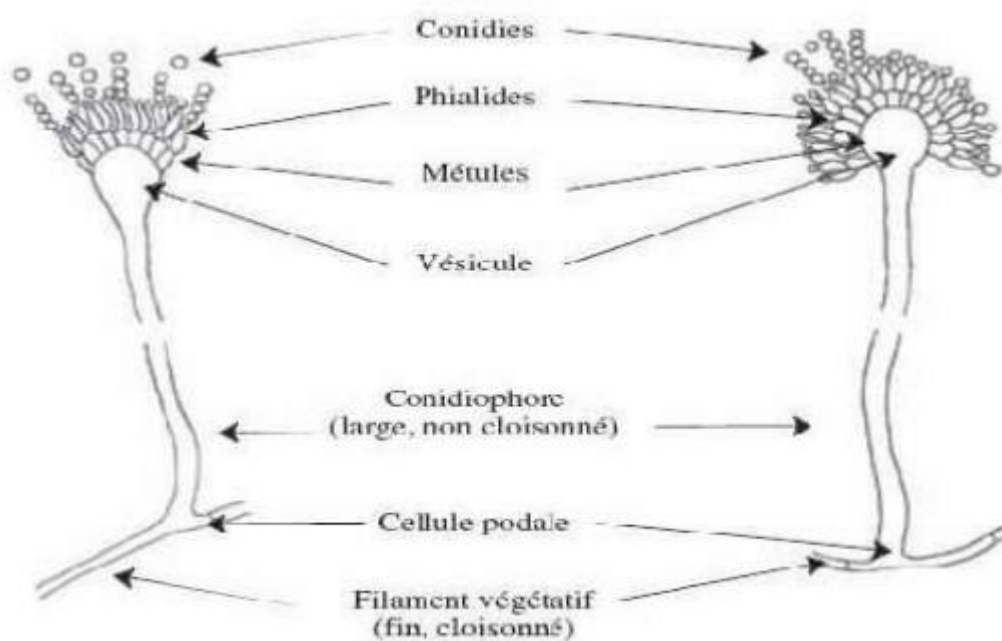 Conidies
Phialides
Métules
Vésicule
Conidiophore
(large, non cloisonné)
Cellule podale
Filament végétatif
(fin, cloisonné)